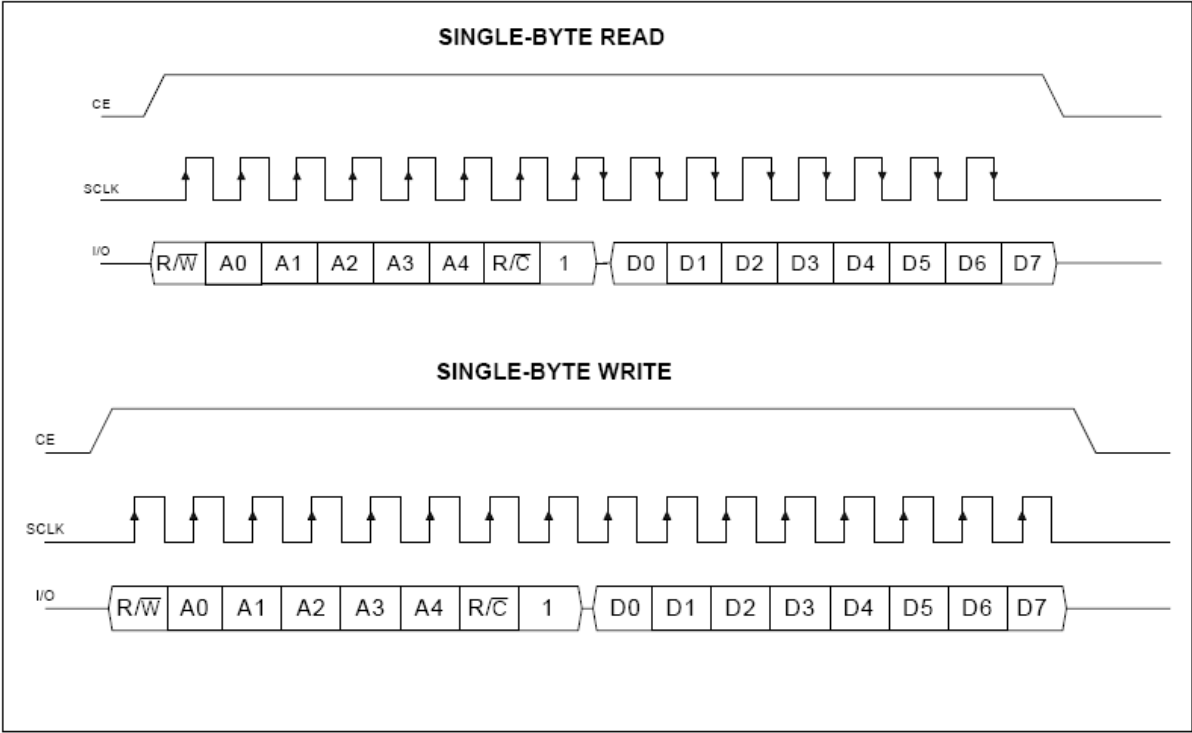 SINGLE-BYTE READ
CE
SCLK
I/O R/W̅ A0 A1 A2 A3 A4 R/C̅ 1 D0 D1 D2 D3 D4 D5 D6 D7
SINGLE-BYTE WRITE
CE
SCLK
I/O R/W̅ A0 A1 A2 A3 A4 R/C̅ 1 D0 D1 D2 D3 D4 D5 D6 D7